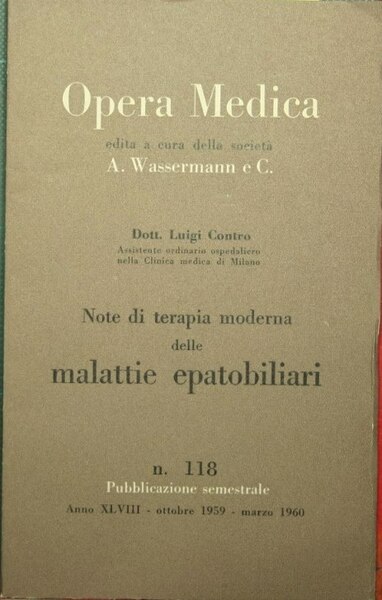 Opera Medica
edita a cura della società
A. Wassermann e C.
Dott. Luigi Contro
Assistente ordinario ospedaliero
nella Clinica medica di Milano
Note di terapia moderna
delle
malattie epatobiliari
n. 118
Pubblicazione semestrale
Anno XLVIII - ottobre 1959 - marzo 1960